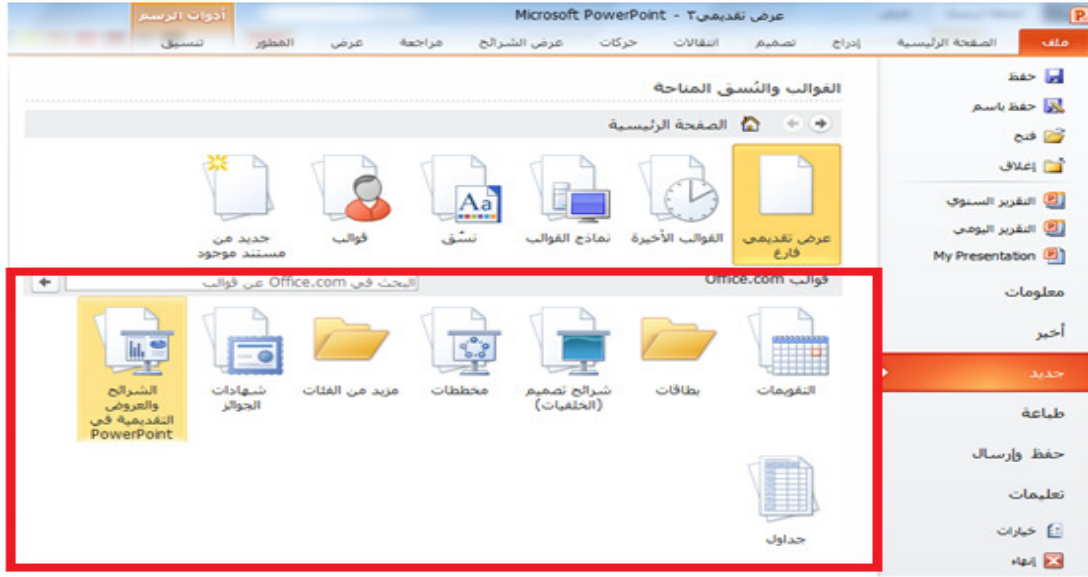 أدوات الرسم
عرض تقديمي٣ - Microsoft PowerPoint
ملف
الصفحة الرئيسية
إدراج
تصميم
انتقالات
حركات
عرض الشرائح
مراجعة
عرض
المطور
تنسيق
حفظ
حفظ باسم
فتح
إغلاق
التقرير السنوي
التقرير اليومي
My Presentation
معلومات
أخير
جديد
طباعة
حفظ وإرسال
تعليمات
خيارات
إنهاء
القوالب والنُسق المتاحة
الصفحة الرئيسية
عرض تقديمي
فارغ
القوالب الأخيرة
نماذج القوالب
نسّق
قوالب
جديد من
مستند موجود
قوالب Office.com
البحث في Office.com عن قوالب
التقويمات
بطاقات
شرائح تصميم
(الخلفيات)
مخططات
مزيد من الفئات
شهادات
الجوائز
الشرائح
والعروض
التقديمية في
PowerPoint
جداول